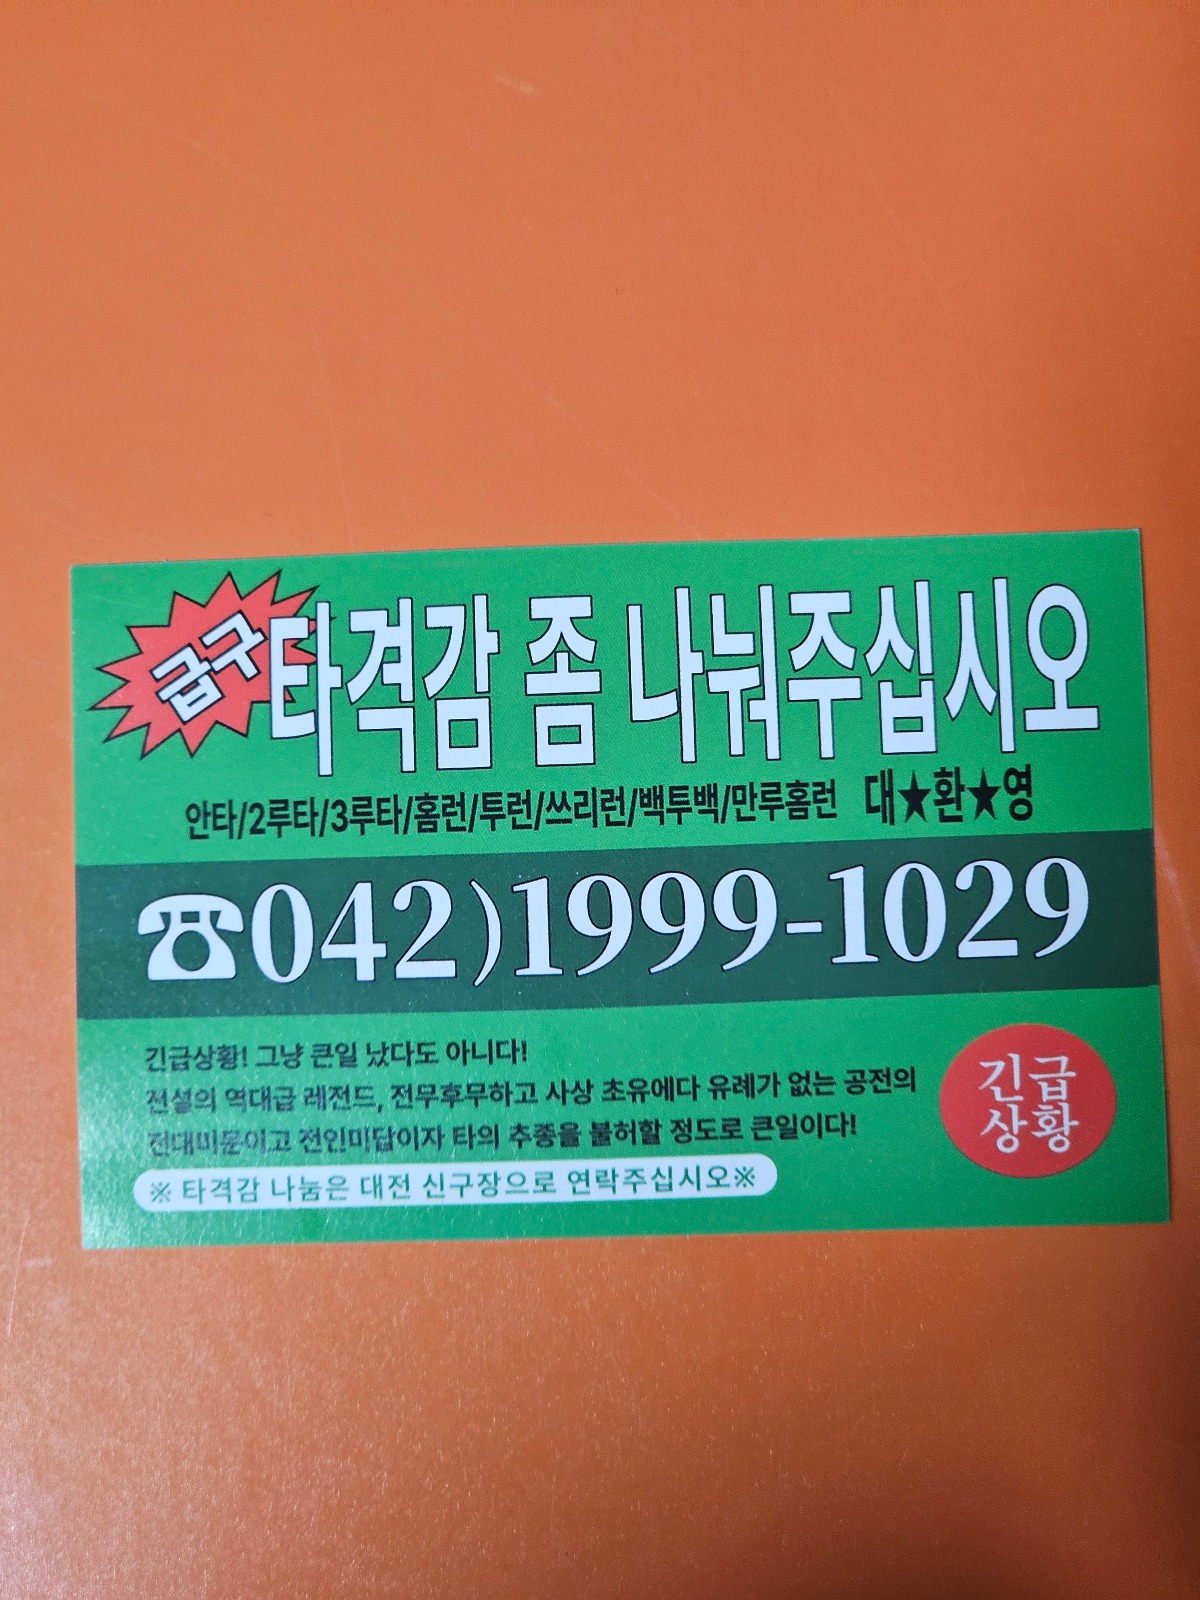 급구
타격감 좀 나눠주십시오
안타/2루타/3루타/홈런/투런/쓰리런/백투백/만루홈런 대★환★영
☎042)1999-1029
긴급상황! 그냥 큰일 났다도 아니다!
전설의 역대급 레전드, 전무후무하고 사상 초유에다 유례가 없는 공전의
전대미문이고 전인미답이자 타의 추종을 불허할 정도로 큰일이다!
※ 타격감 나눔은 대전 신구장으로 연락주십시오※
긴급
상황